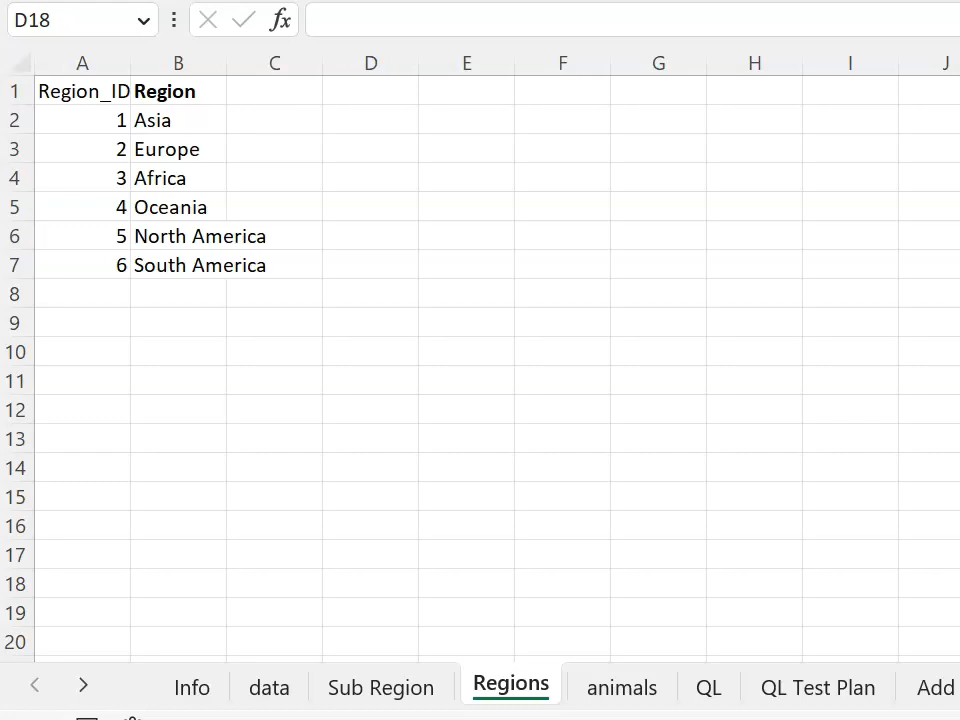 D18 fx
A B C D E F G H I J
1 Region_ID Region
2 1 Asia
3 2 Europe
4 3 Africa
5 4 Oceania
6 5 North America
7 6 South America
8
9
10
11
12
13
14
15
16
17
18
19
20
Info data Sub Region Regions animals QL QL Test Plan Add